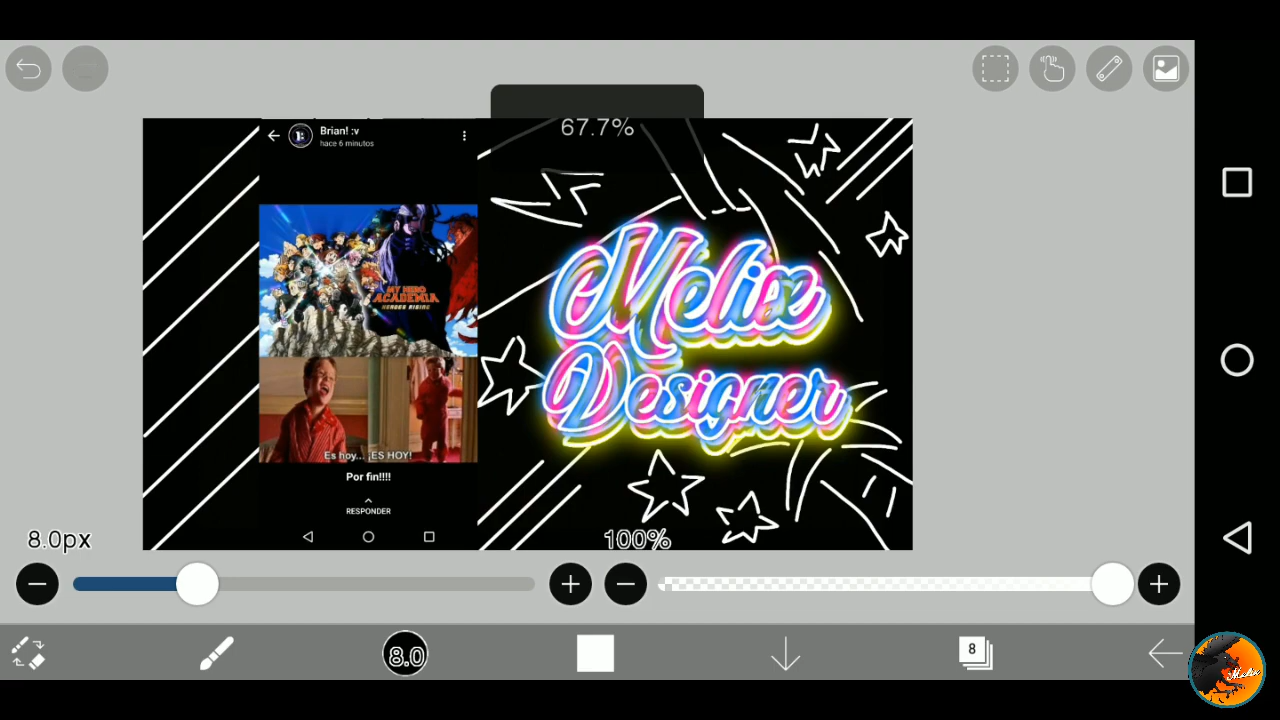 67.7%
Brian! :v
hace 6 minutos
MY HERO
ACADEMIA
HEROES RISING
Es hoy... ¡ES HOY!
Por fin!!!!
RESPONDER
Melix
Designer
8.0px
100%
8.0
8
Melix